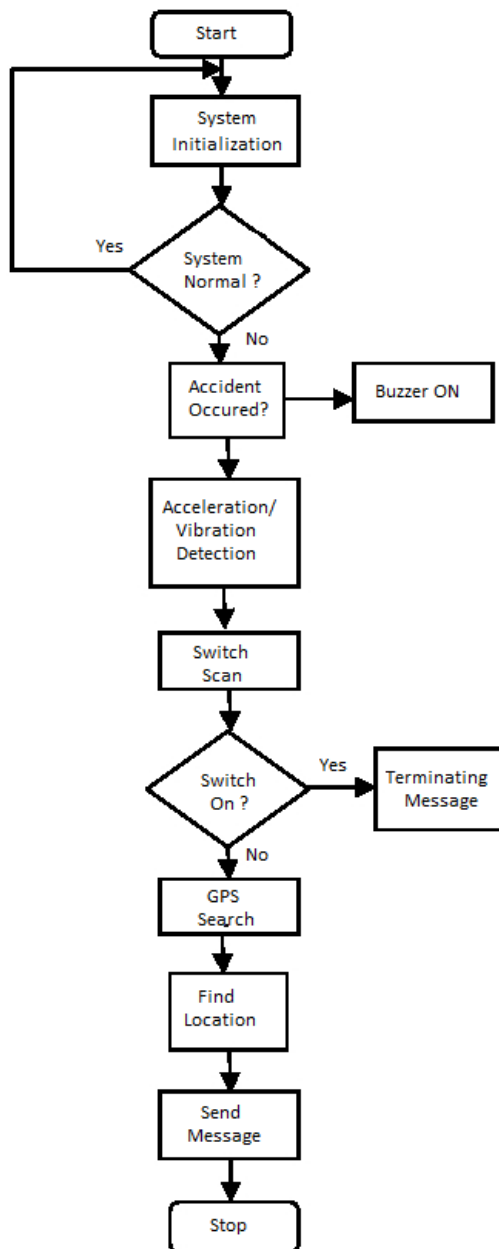 Start
System
Initialization
Yes
System
Normal ?
No
Accident
Occured?
Buzzer ON
Acceleration/
Vibration
Detection
Switch
Scan
Switch
On ?
Yes
Terminating
Message
No
GPS
Search
Find
Location
Send
Message
Stop